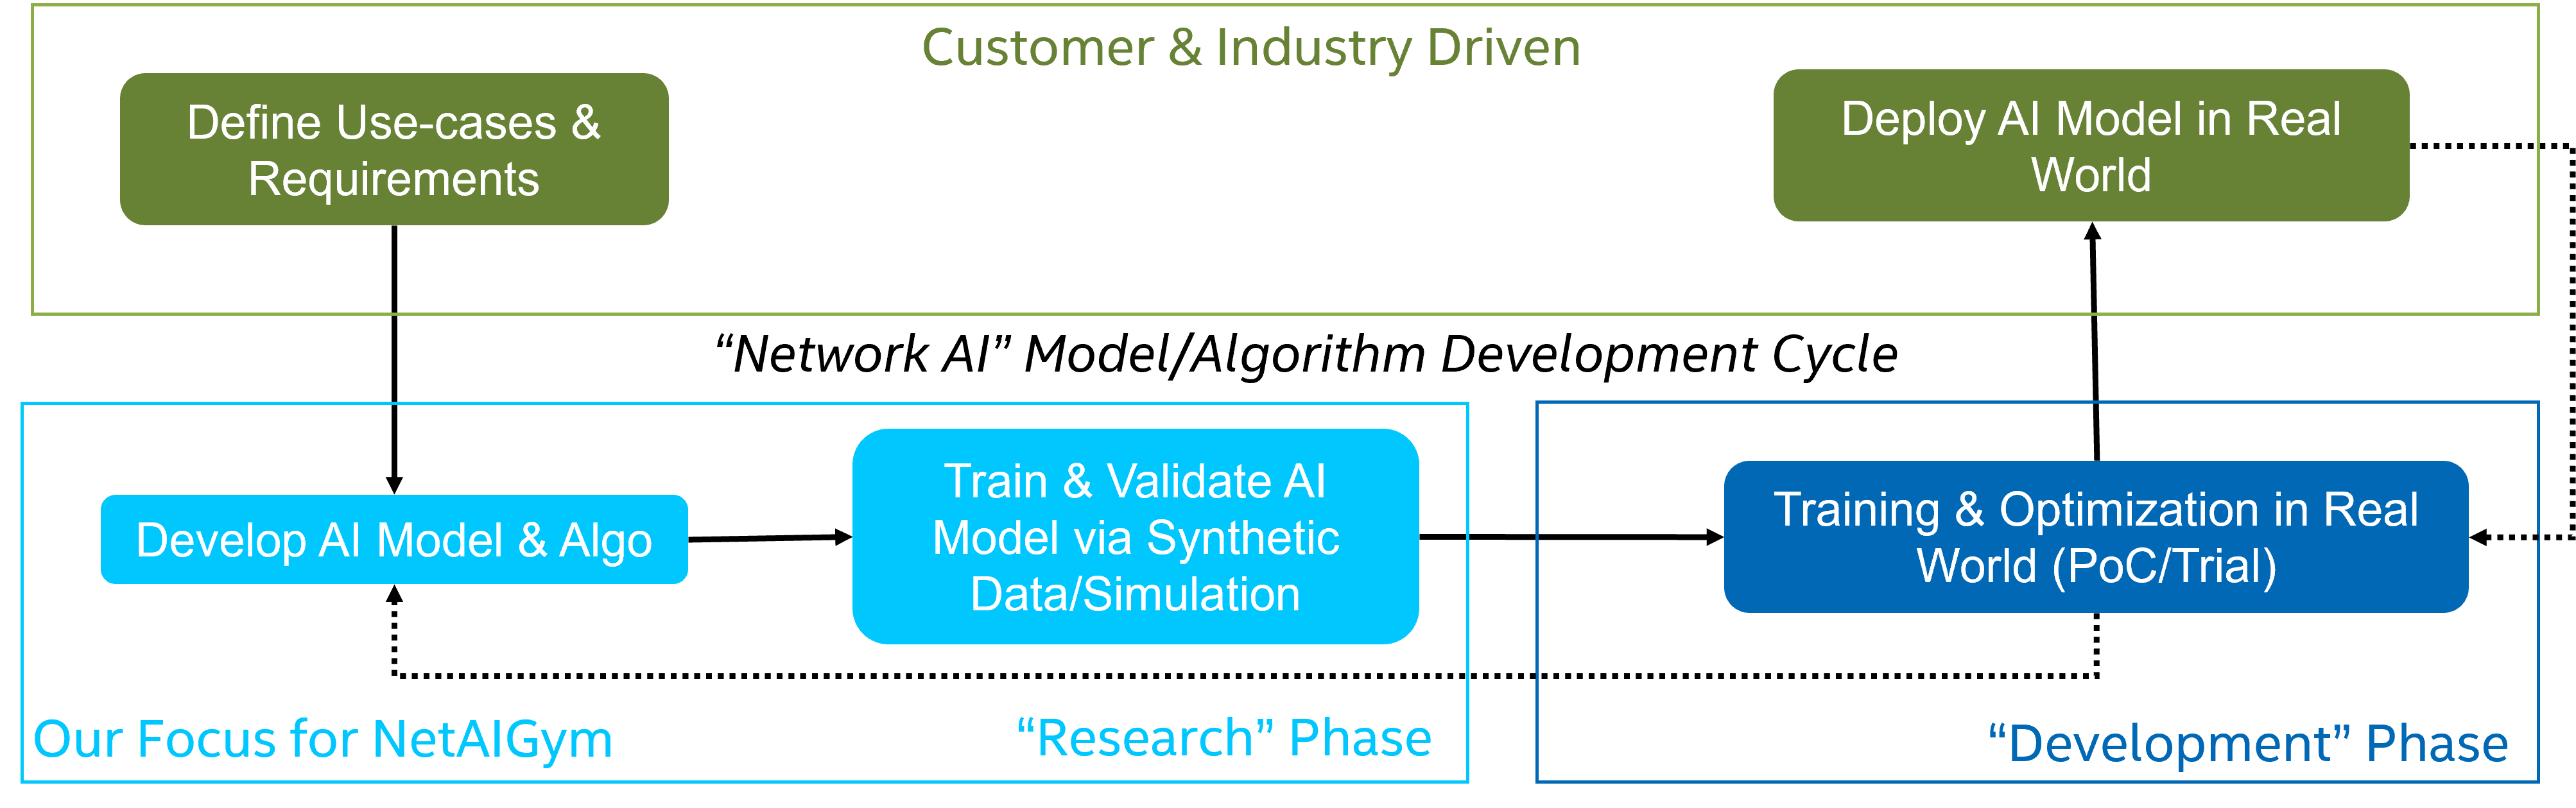 Customer & Industry Driven
Define Use-cases &
Requirements
Deploy AI Model in Real
World
“Network AI” Model/Algorithm Development Cycle
Develop AI Model & Algo
Train & Validate AI
Model via Synthetic
Data/Simulation
Training & Optimization in Real
World (PoC/Trial)
Our Focus for NetAIGym
“Research” Phase
“Development” Phase